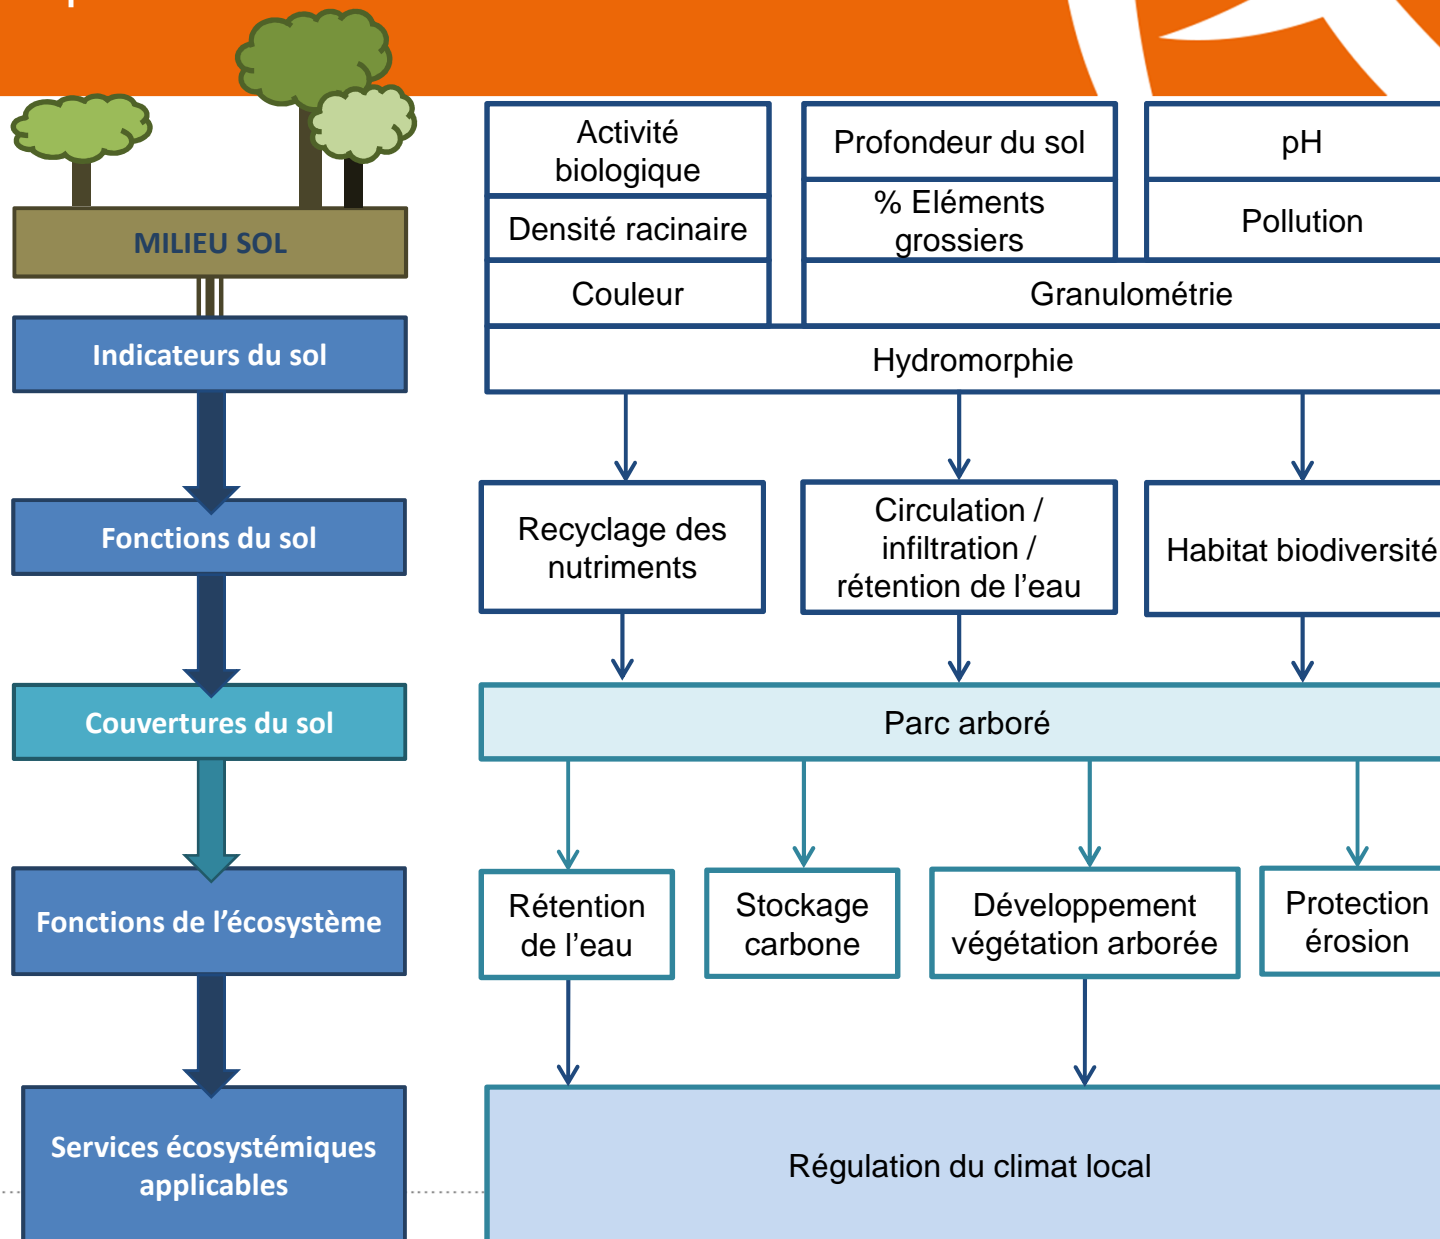 MILIEU SOL
Indicateurs du sol
Fonctions du sol
Couvertures du sol
Fonctions de l’écosystème
Services écosystémiques
applicables
Activité
biologique
Densité racinaire
Couleur
Profondeur du sol
% Eléments
grossiers
pH
Pollution
Granulométrie
Hydromorphie
Recyclage des
nutriments
Circulation /
infiltration /
rétention de l’eau
Habitat biodiversité
Parc arboré
Rétention
de l’eau
Stockage
carbone
Développement
végétation arborée
Protection
érosion
Régulation du climat local